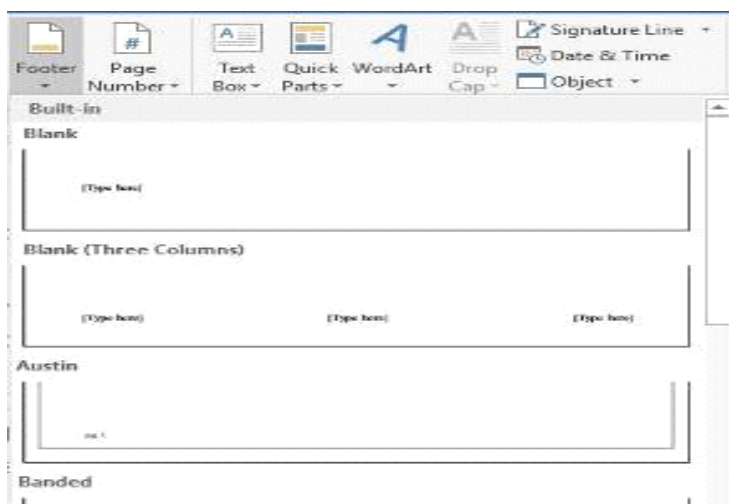 Footer
Page Number
#
A
Text Box
Quick Parts
A
WordArt
A
Drop Cap
Signature Line
Date & Time
Object
Built-in
Blank
[Type here]
Blank (Three Columns)
[Type here] [Type here] [Type here]
Austin
Banded